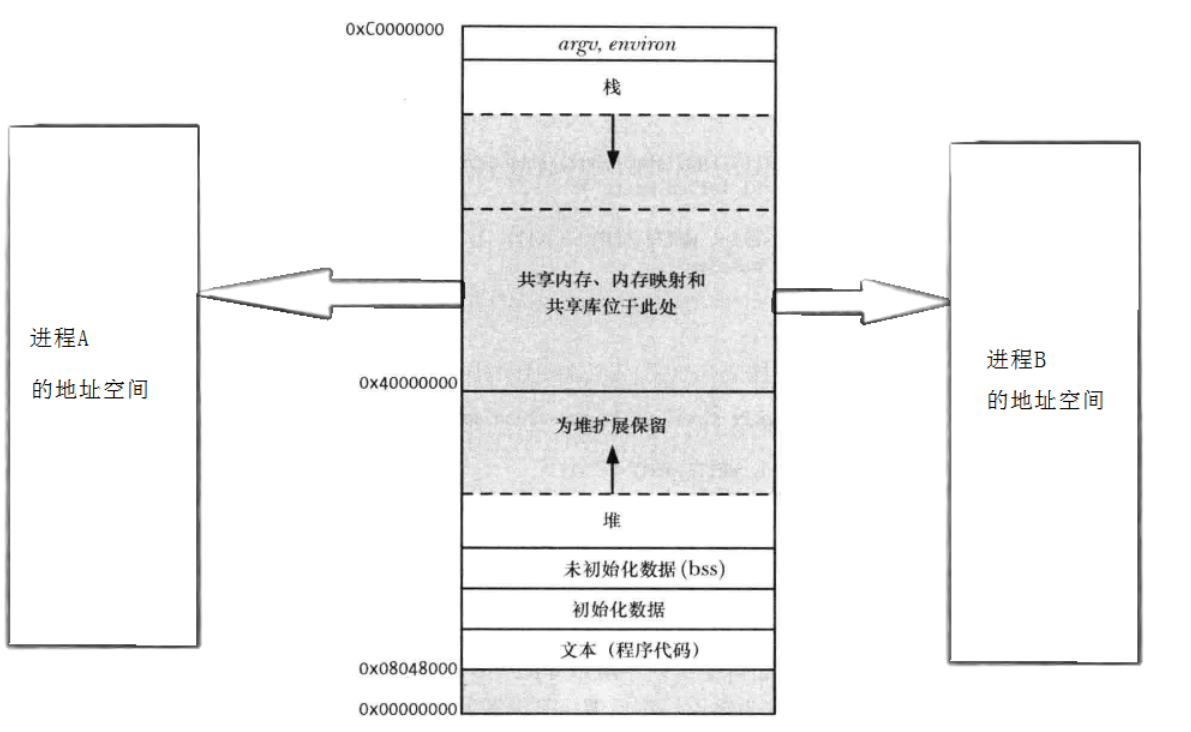 0xC0000000
argv, environ
栈
共享内存、内存映射和
共享库位于此处
进程A
的地址空间
进程B
的地址空间
0x40000000
为堆扩展保留
堆
未初始化数据(bss)
初始化数据
文本（程序代码）
0x08048000
0x00000000